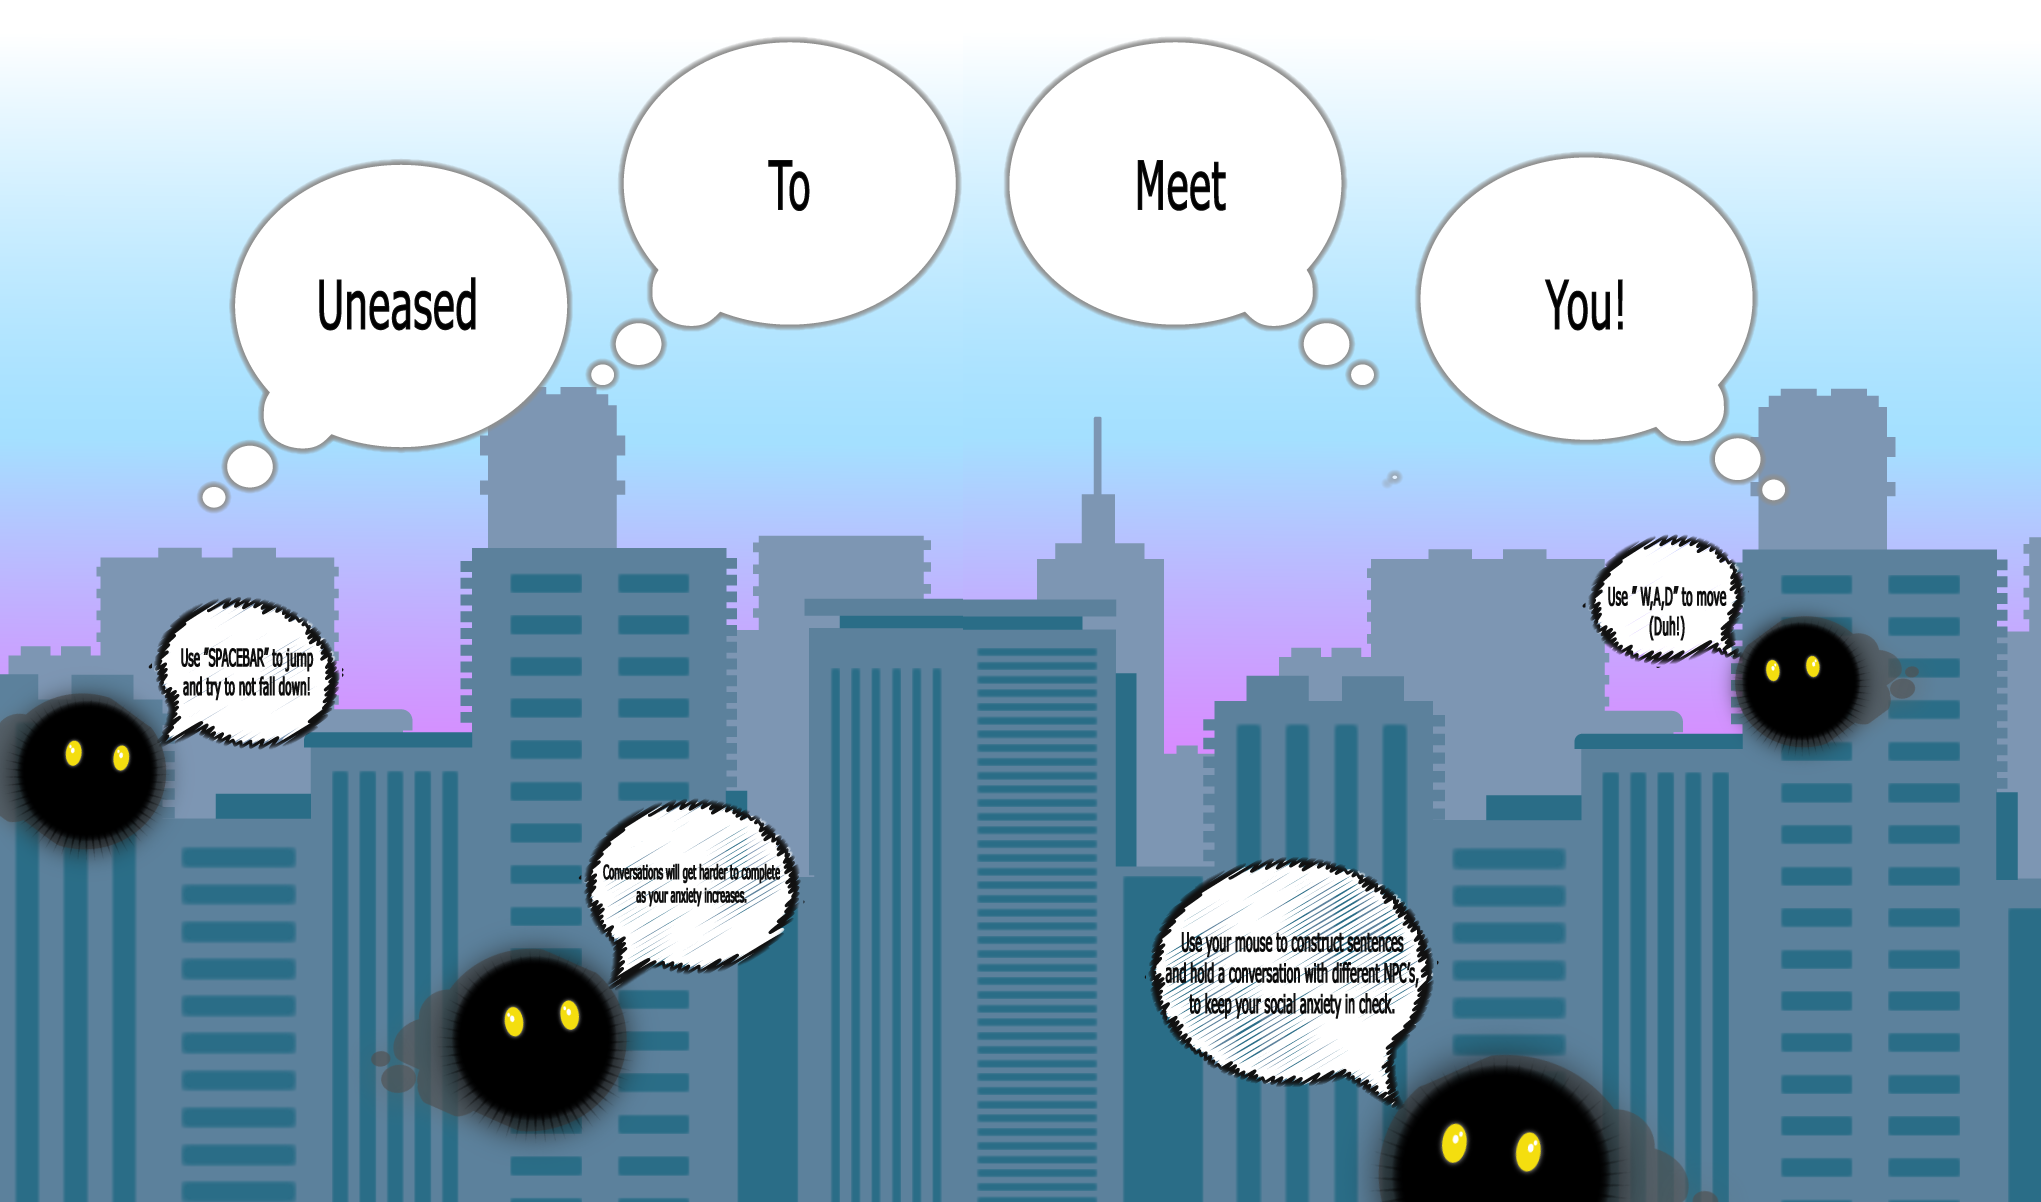 Uneased
To
Meet
You!
Use "SPACEBAR" to jump
and try to not fall down!
Use " W,A,D" to move
(Duh!)
Conversations will get harder to complete
as your anxiety increases.
Use your mouse to construct sentences
and hold a conversation with different NPC's,
to keep your social anxiety in check.